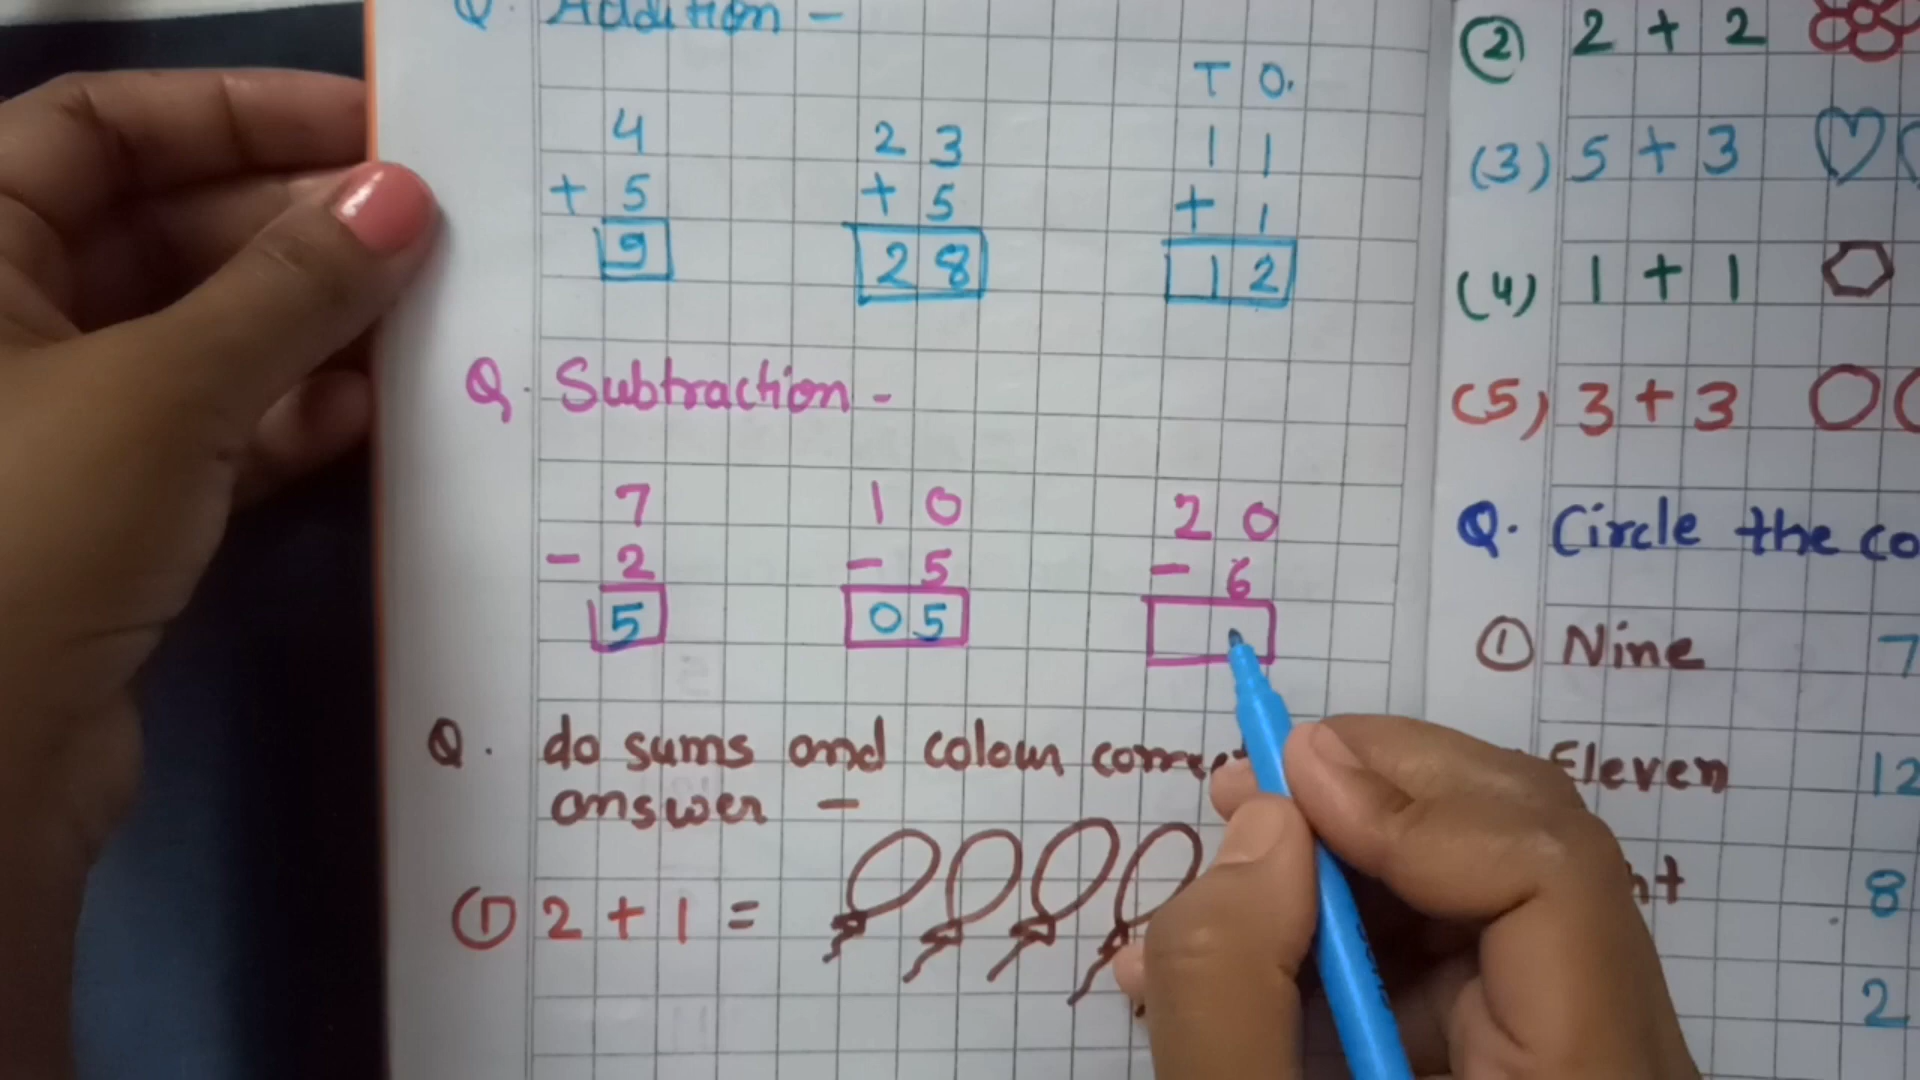 Q. Addition -
T O.
4 2 3 1 1
+ 5 + 5 + 1
9 2 8 1 2
Q. Subtraction -
7 1 0 2 0
- 2 - 5 - 6
5 0 5
Q. do sums and colour
answer -
① 2 + 1 =
② 2 + 2
(3) 5 + 3
(4) 1 + 1
(5) 3 + 3
Q. Circle the
① Nine 7
Eleven 12
8
2